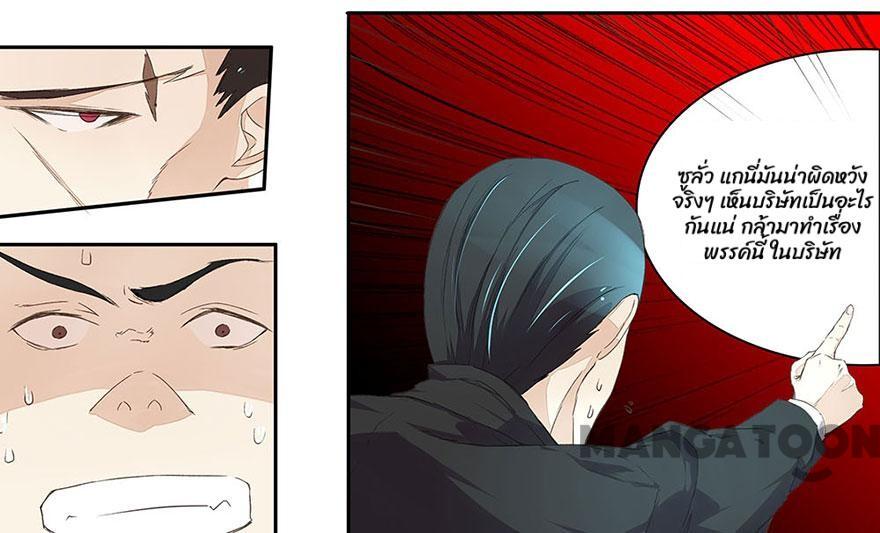 ซูลั่ว แกนี่มันน่าผิดหวัง
จริงๆ เห็นบริษัทเป็นอะไร
กันแน่ กล้ามาทำเรื่อง
พรรค์นี้ ในบริษัท
MANGATOON